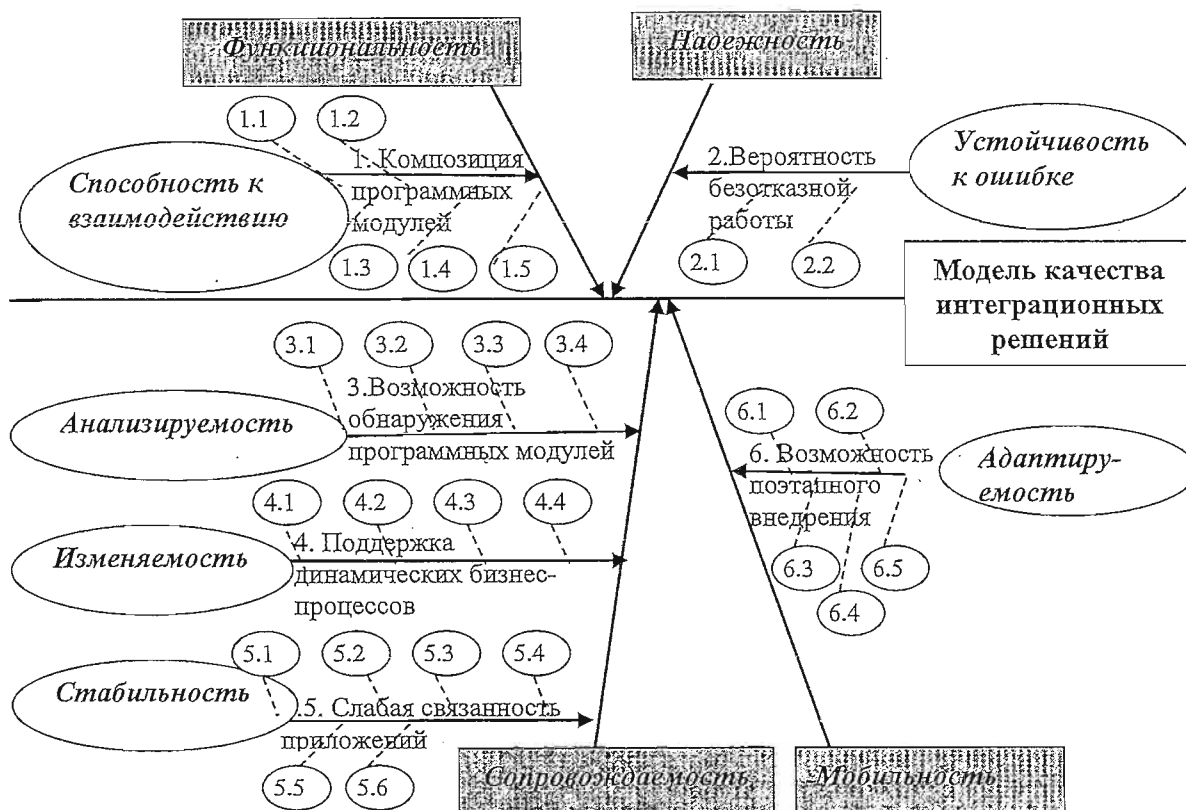 Функциональность
Надежность
1.1
1.2
Способность к
взаимодействию
1. Композиция
программных
модулей
1.3
1.4
1.5
2.Вероятность
безотказной
работы
2.1
2.2
Устойчивость
к ошибке
Модель качества
интеграционных
решений
3.1
3.2
3.3
3.4
Анализируемость
3.Возможность
обнаружения
программных модулей
4.1
4.2
4.3
4.4
Изменяемость
4. Поддержка
динамических бизнес-
процессов
5.1
5.2
5.3
5.4
Стабильность
5. Слабая связанность
приложений
5.5
5.6
6.1
6.2
6. Возможность
поэтапного
внедрения
6.3
6.4
6.5
Адаптиру-
емость
Сопровождаемость
Мобильность